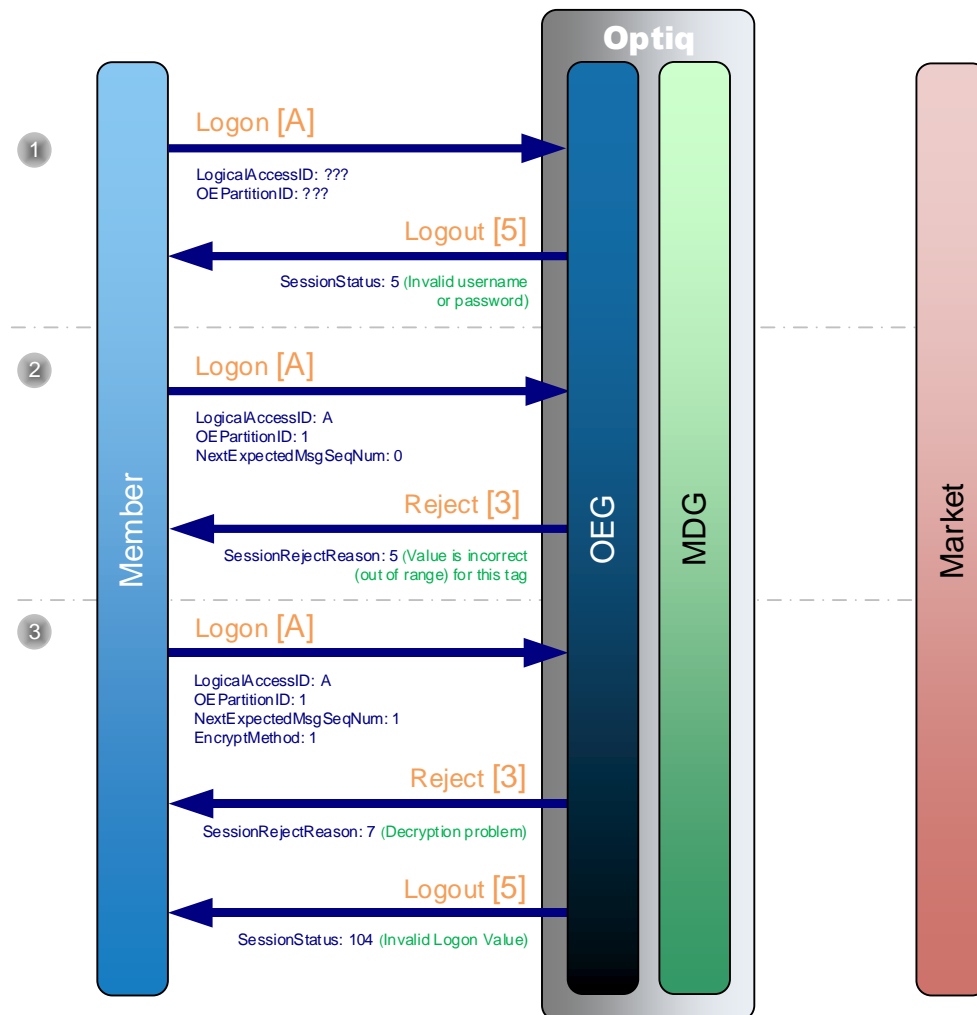 Optiq
1
Logon [A]
LogicalAccessID: ???
OEPartitionID: ???
Logout [5]
SessionStatus: 5 (Invalid username
or password)
2
Logon [A]
LogicalAccessID: A
OEPartitionID: 1
NextExpectedMsgSeqNum: 0
Reject [3]
SessionRejectReason: 5 (Value is incorrect
(out of range) for this tag
Member
OEG
MDG
Market
3
Logon [A]
LogicalAccessID: A
OEPartitionID: 1
NextExpectedMsgSeqNum: 1
EncryptMethod: 1
Reject [3]
SessionRejectReason: 7 (Decryption problem)
Logout [5]
SessionStatus: 104 (Invalid Logon Value)